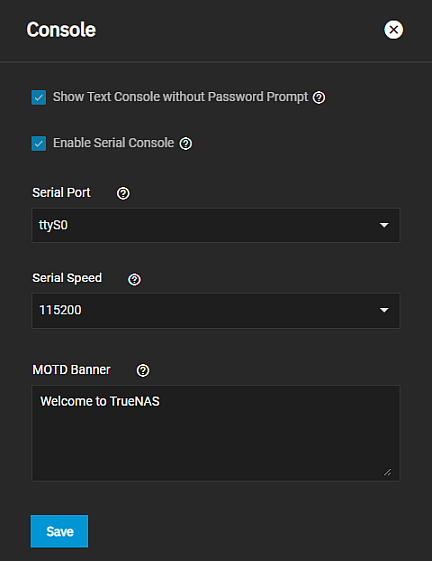 Console
Show Text Console without Password Prompt
Enable Serial Console
Serial Port
ttyS0
Serial Speed
115200
MOTD Banner
Welcome to TrueNAS
Save